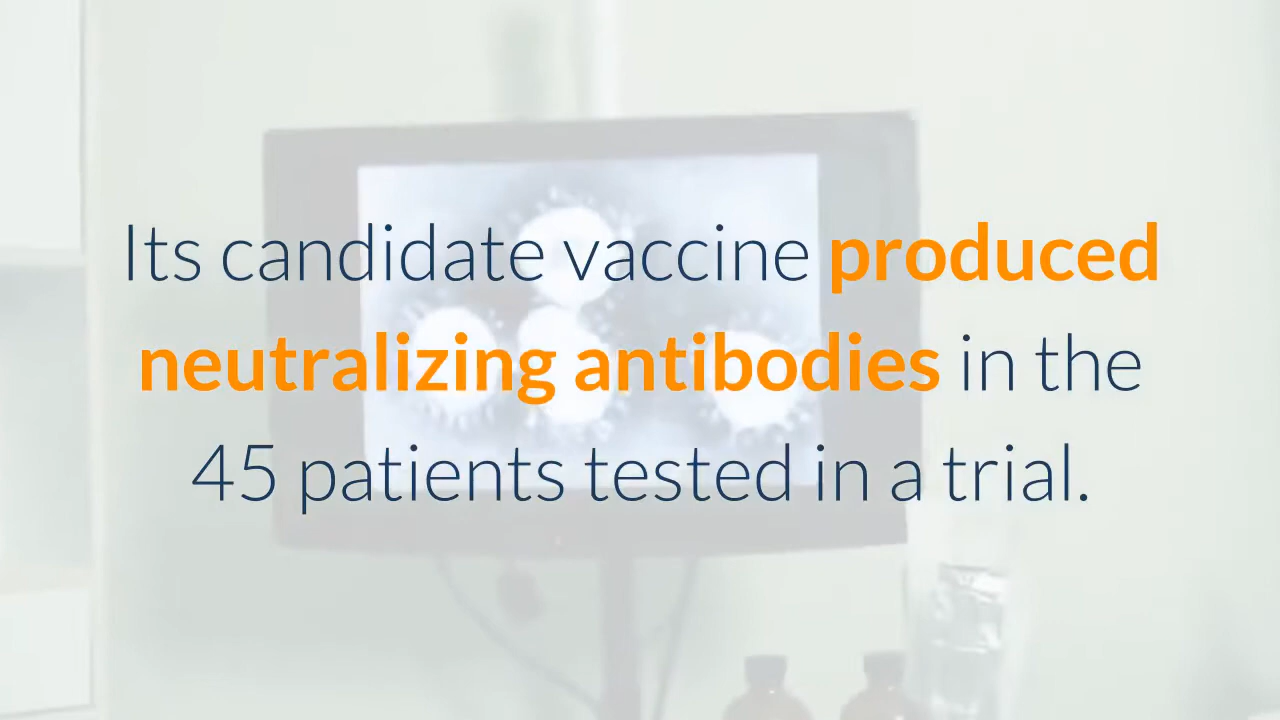 Its candidate vaccine produced
neutralizing antibodies in the
45 patients tested in a trial.